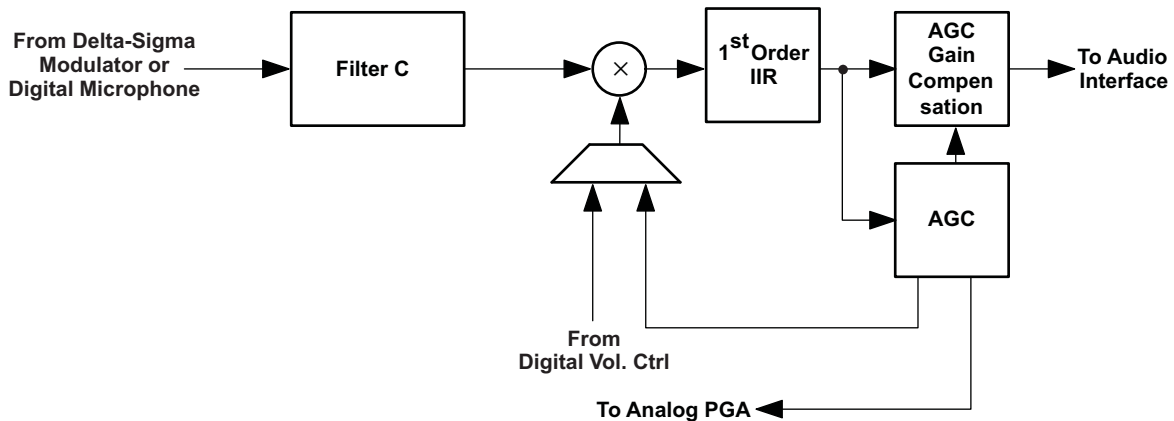 From Delta-Sigma
Modulator or
Digital Microphone
Filter C
×
1st Order
IIR
AGC
Gain
Compen
sation
To Audio
Interface
AGC
From
Digital Vol. Ctrl
To Analog PGA